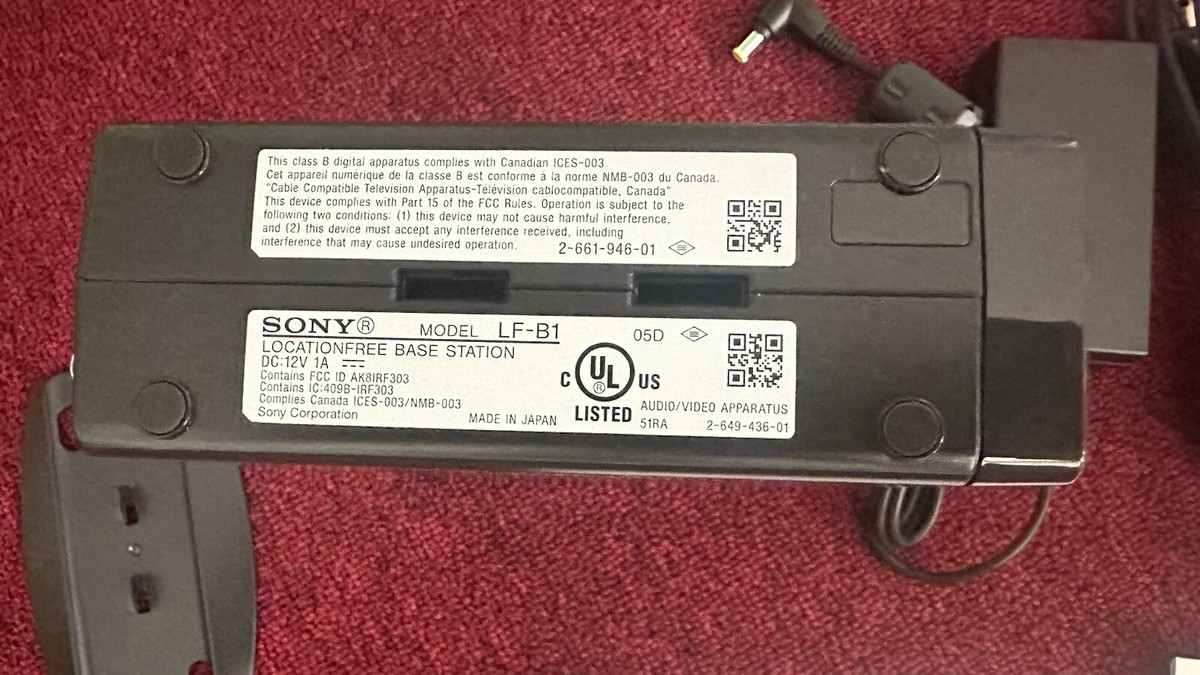 This class B digital apparatus complies with Canadian ICES-003.
Cet appareil numérique de la classe B est conforme à la norme NMB-003 du Canada.
"Cable Compatible Television Apparatus-Télévision cablocompatible, Canada"
This device complies with Part 15 of the FCC Rules. Operation is subject to the
following two conditions: (1) this device may not cause harmful interference,
and (2) this device must accept any interference received, including
interference that may cause undesired operation.
2-661-946-01
SONY® MODEL LF-B1 05D
LOCATIONFREE BASE STATION
DC:12V 1A
Contains FCC ID AK8IRF303
Contains IC:409B-IRF303
Complies Canada ICES-003/NMB-003
Sony Corporation
MADE IN JAPAN
C UL® US
LISTED
AUDIO/VIDEO APPARATUS
51RA 2-649-436-01